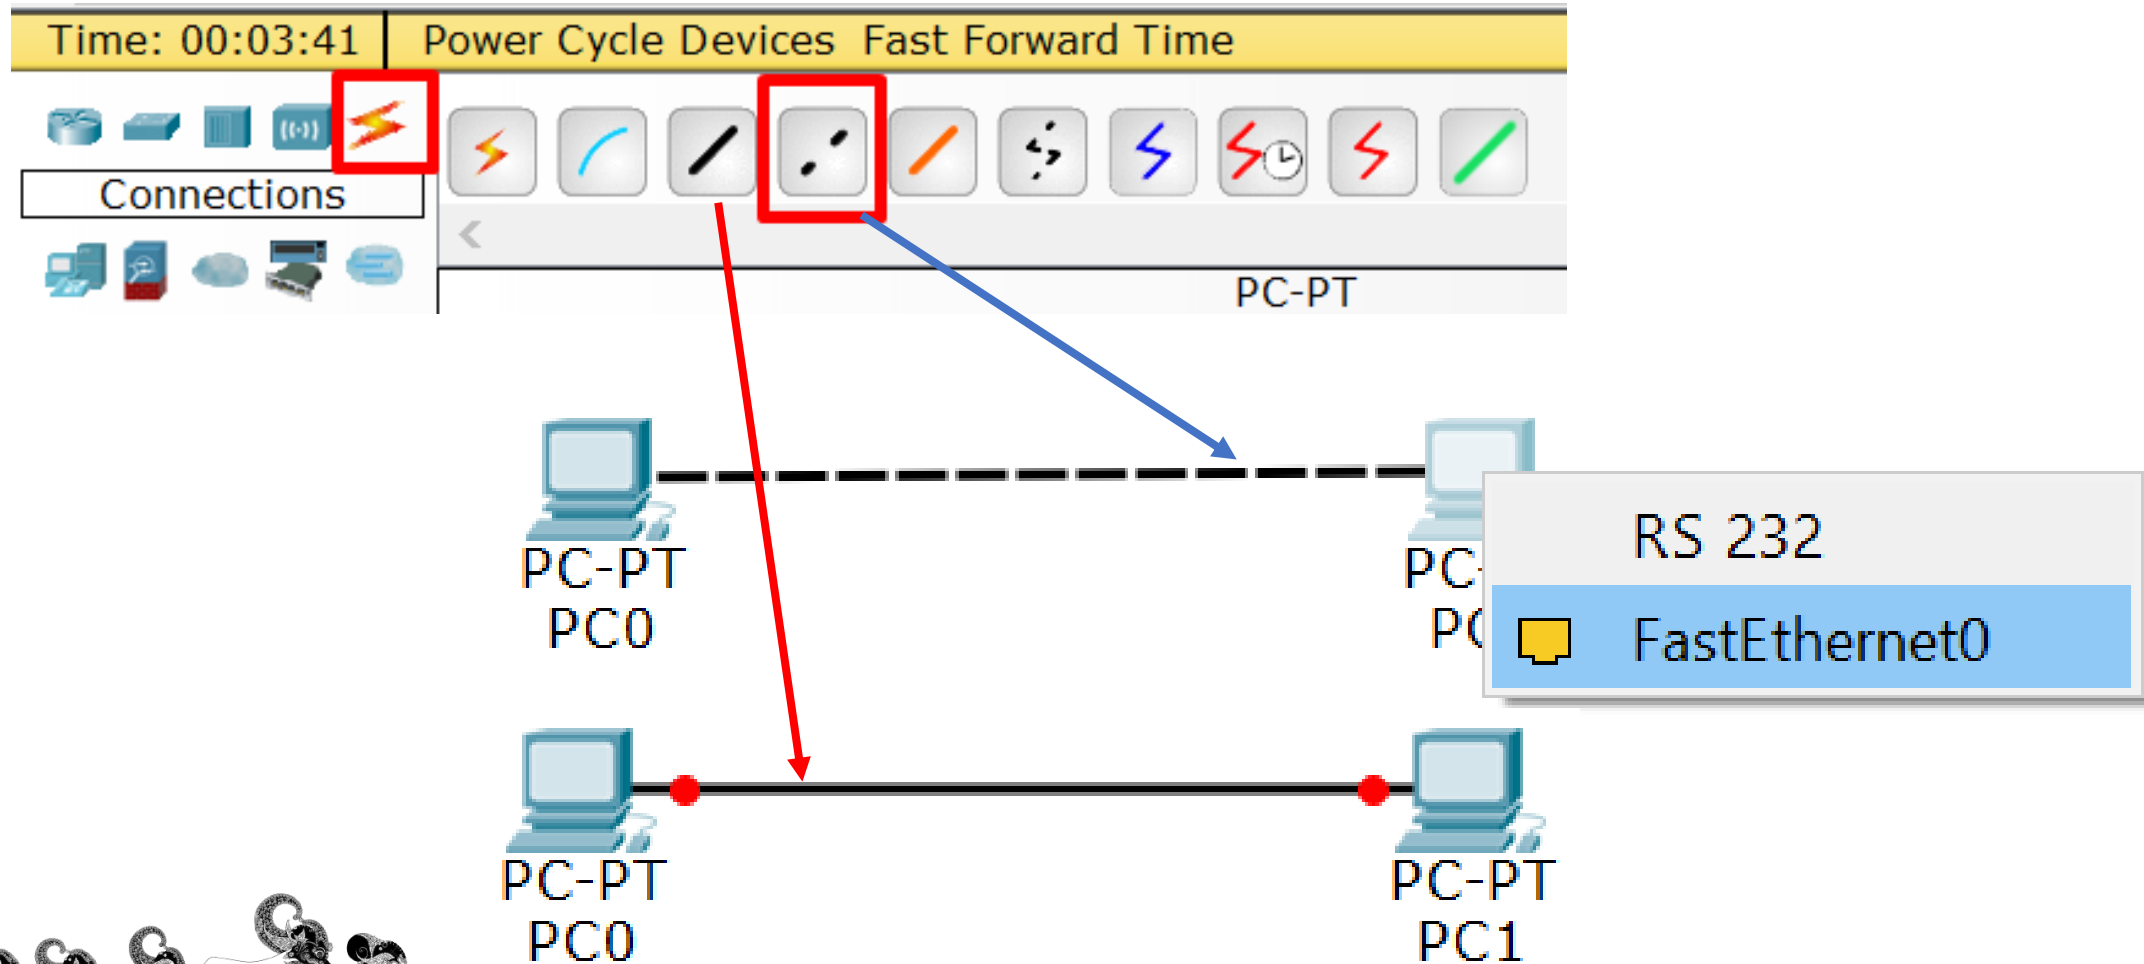 Time: 00:03:41
Power Cycle Devices Fast Forward Time
Connections
PC-PT
PC-PT
PC0
PC-
RS 232
FastEthernet0
PC-PT
PC0
PC-PT
PC1